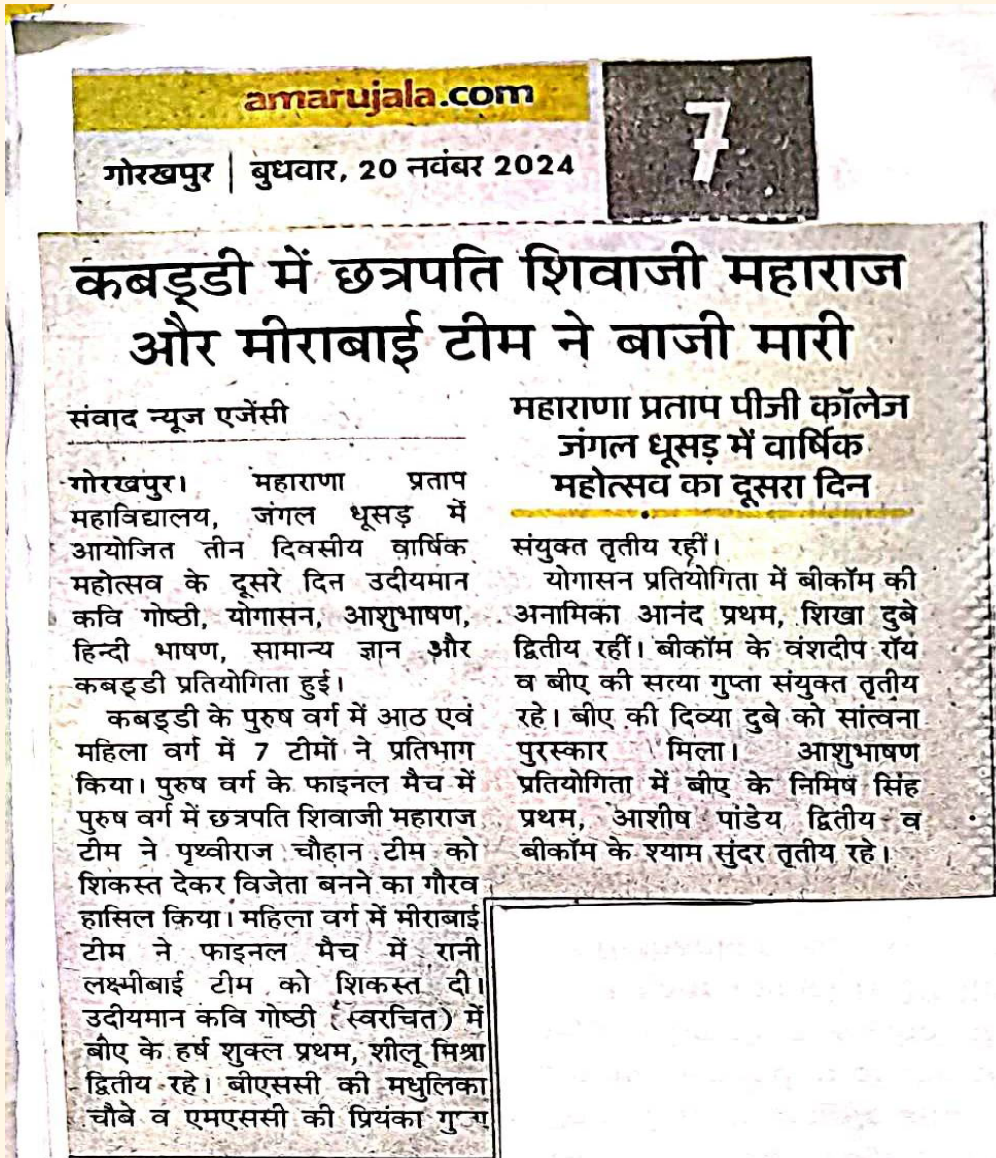 amarujala.com
7
गोरखपुर | बुधवार, 20 नवंबर 2024
कबड्डी में छत्रपति शिवाजी महाराज
और मीराबाई टीम ने बाजी मारी
संवाद न्यूज एजेंसी
गोरखपुर। महाराणा प्रताप
महाविद्यालय, जंगल धूसड़ में
आयोजित तीन दिवसीय वार्षिक
महोत्सव के दूसरे दिन उदीयमान
कवि गोष्ठी, योगासन, आशुभाषण,
हिन्दी भाषण, सामान्य ज्ञान और
कबड्डी प्रतियोगिता हुई।
कबड्डी के पुरुष वर्ग में आठ एवं
महिला वर्ग में 7 टीमों ने प्रतिभाग
किया। पुरुष वर्ग के फाइनल मैच में
पुरुष वर्ग में छत्रपति शिवाजी महाराज
टीम ने पृथ्वीराज चौहान टीम को
शिकस्त देकर विजेता बनने का गौरव
हासिल किया। महिला वर्ग में मीराबाई
टीम ने फाइनल मैच में रानी
लक्ष्मीबाई टीम को शिकस्त दी।
उदीयमान कवि गोष्ठी (स्वरचित) में
बीए के हर्ष शुक्ल प्रथम, शीलू मिश्रा
द्वितीय रहे। बीएससी की मधुलिका
चौबे व एमएससी की प्रियंका
महाराणा प्रताप पीजी कॉलेज
जंगल धूसड़ में वार्षिक
महोत्सव का दूसरा दिन
संयुक्त तृतीय रहीं।
योगासन प्रतियोगिता में बीकॉम की
अनामिका आनंद प्रथम, शिखा दुबे
द्वितीय रहीं। बीकॉम के वंशदीप रॉय
व बीए की सत्या गुप्ता संयुक्त तृतीय
रहे। बीए की दिव्या दुबे को सांत्वना
पुरस्कार मिला। आशुभाषण
प्रतियोगिता में बीए के निमिष सिंह
प्रथम, आशीष पांडेय द्वितीय व
बीकॉम के श्याम सुंदर तृतीय रहे।